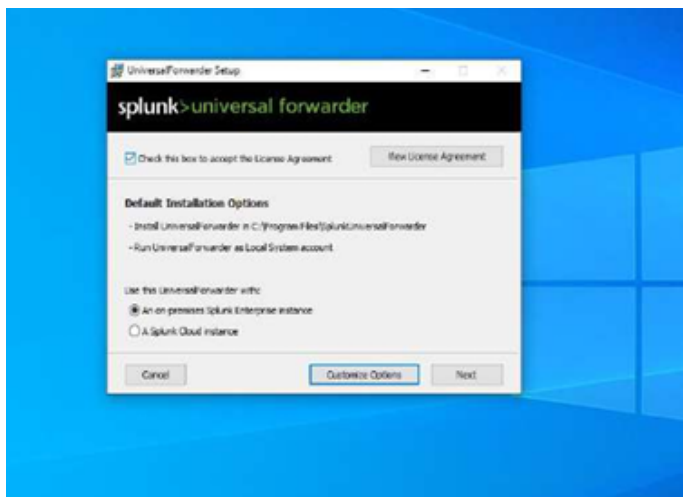 UniversalForwarder Setup
splunk>universal forwarder
Check this box to accept the License Agreement
View License Agreement
Default Installation Options
- Install UniversalForwarder in C:\Program Files\SplunkUniversalForwarder
- Run UniversalForwarder as Local System account
Use this UniversalForwarder with:
An on-premises Splunk Enterprise instance
A Splunk Cloud instance
Cancel
Customize Options
Next